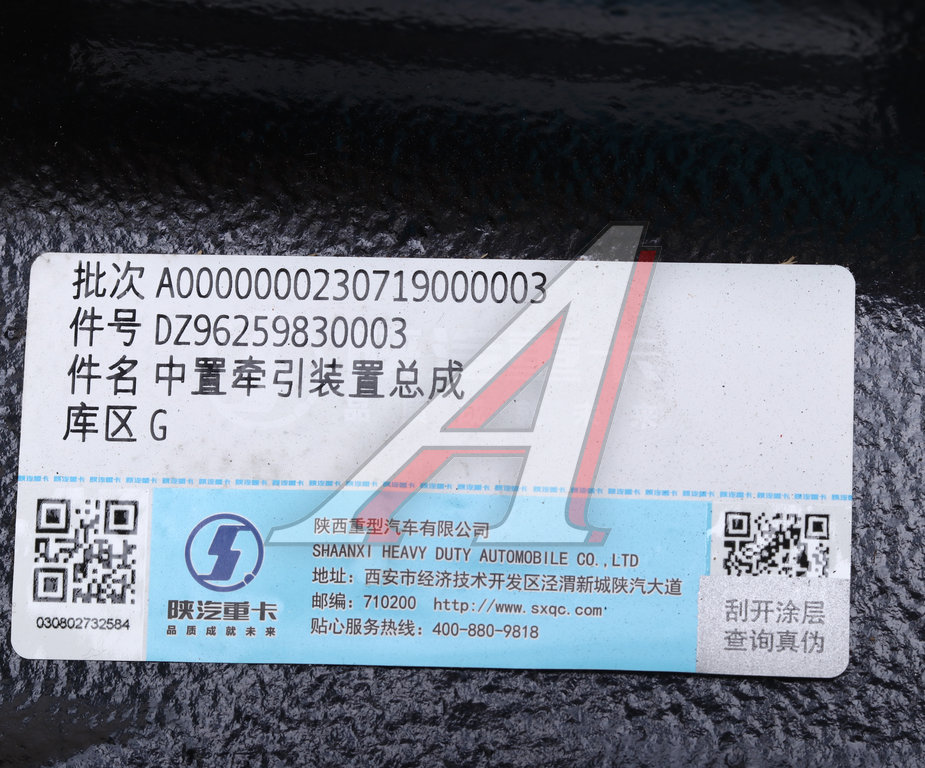 批次 A0000000230719000003
件号 DZ96259830003
件名 中置牵引装置总成
库区 G
陕西重型汽车有限公司
SHAANXI HEAVY DUTY AUTOMOBILE CO.,LTD
地址：西安市经济技术开发区泾渭新城陕汽大道
邮编：710200 http://www.sxqc.com
贴心服务热线：400-880-9818
陕汽重卡
品质成就未来
030802732584
刮开涂层
查询真伪